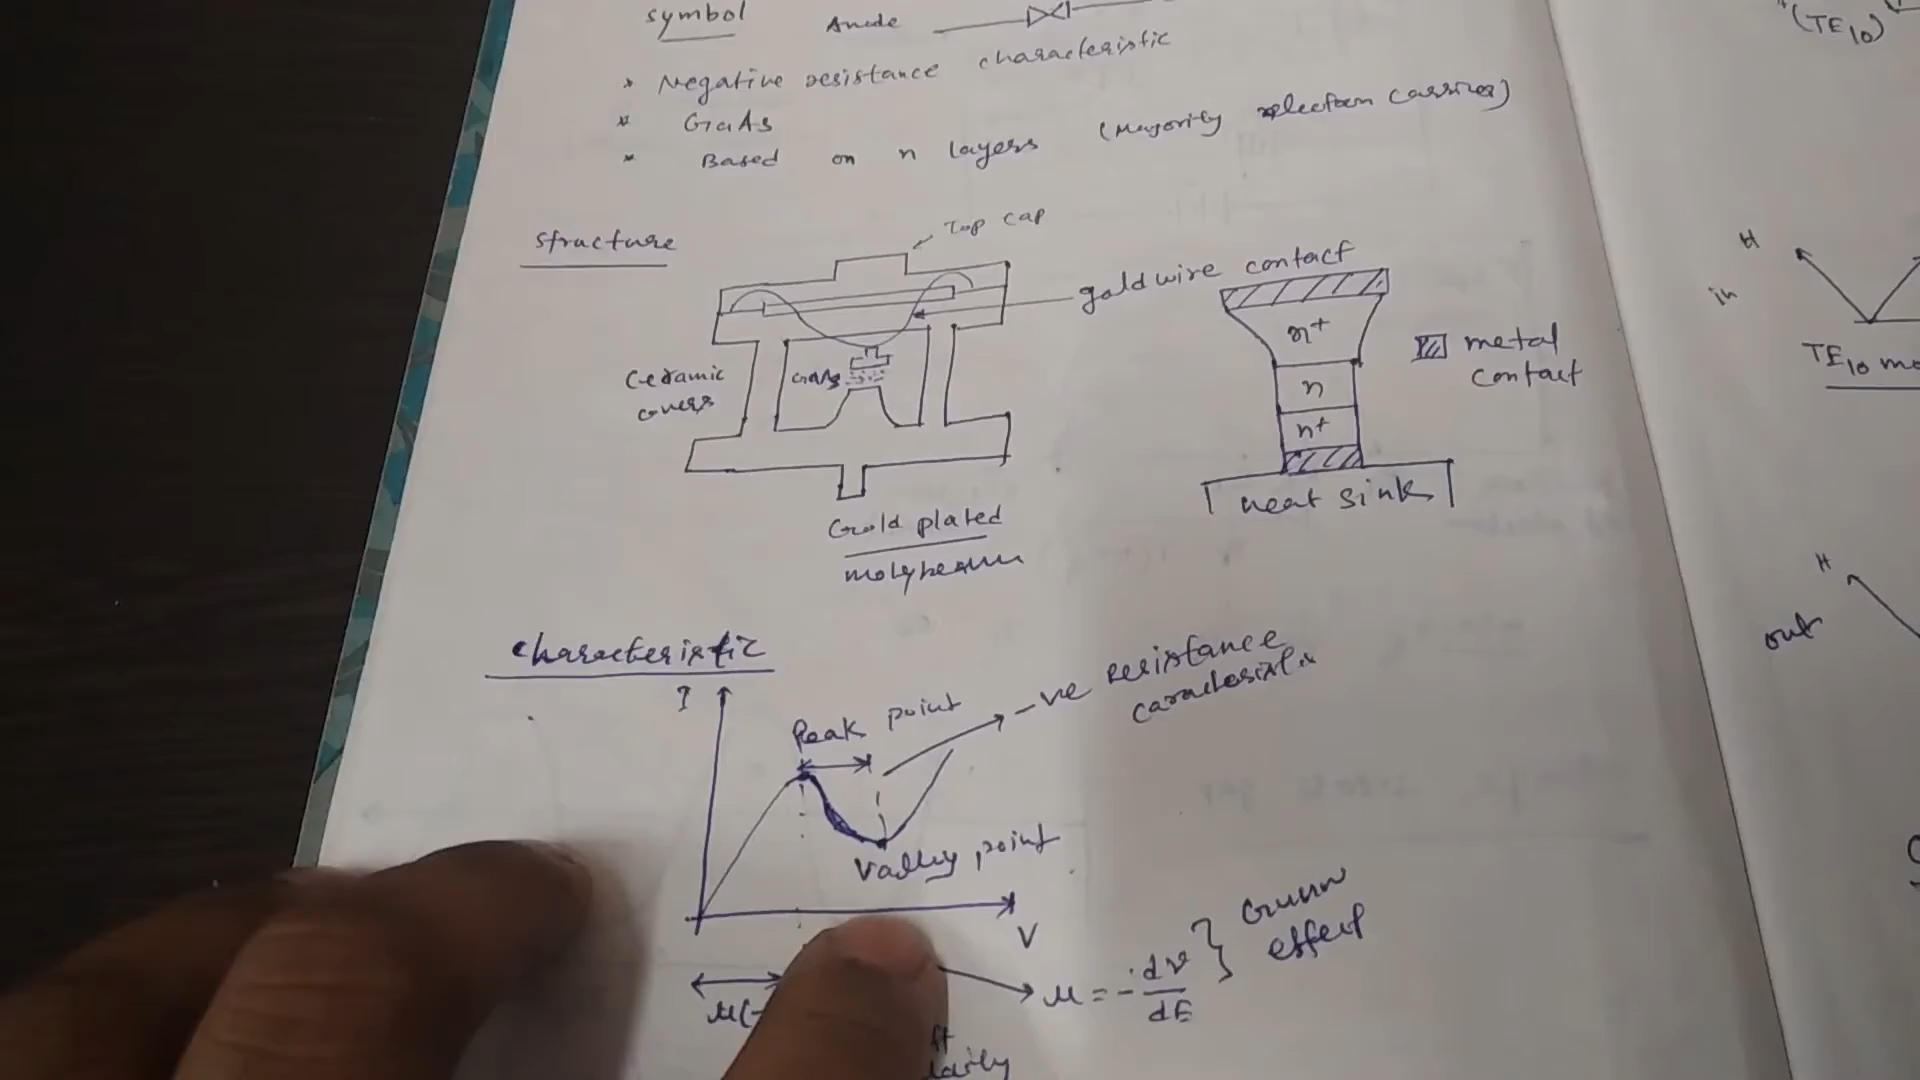 symbol
Anode
* Negative resistance characteristic
* GaAs
* Based on n layers (Majority electron carrier)
structure
Top cap
gold wire contact
n+
metal
contact
Ceramic
covers
GaAs
n
n+
heat sink
Gold plated
characteristic
I
Peak point
-ve resistance
Valley point
V
μ = - dv
dE
Gunn
effect
μ(
(TE10)
H
in
TE10 mo
H
out